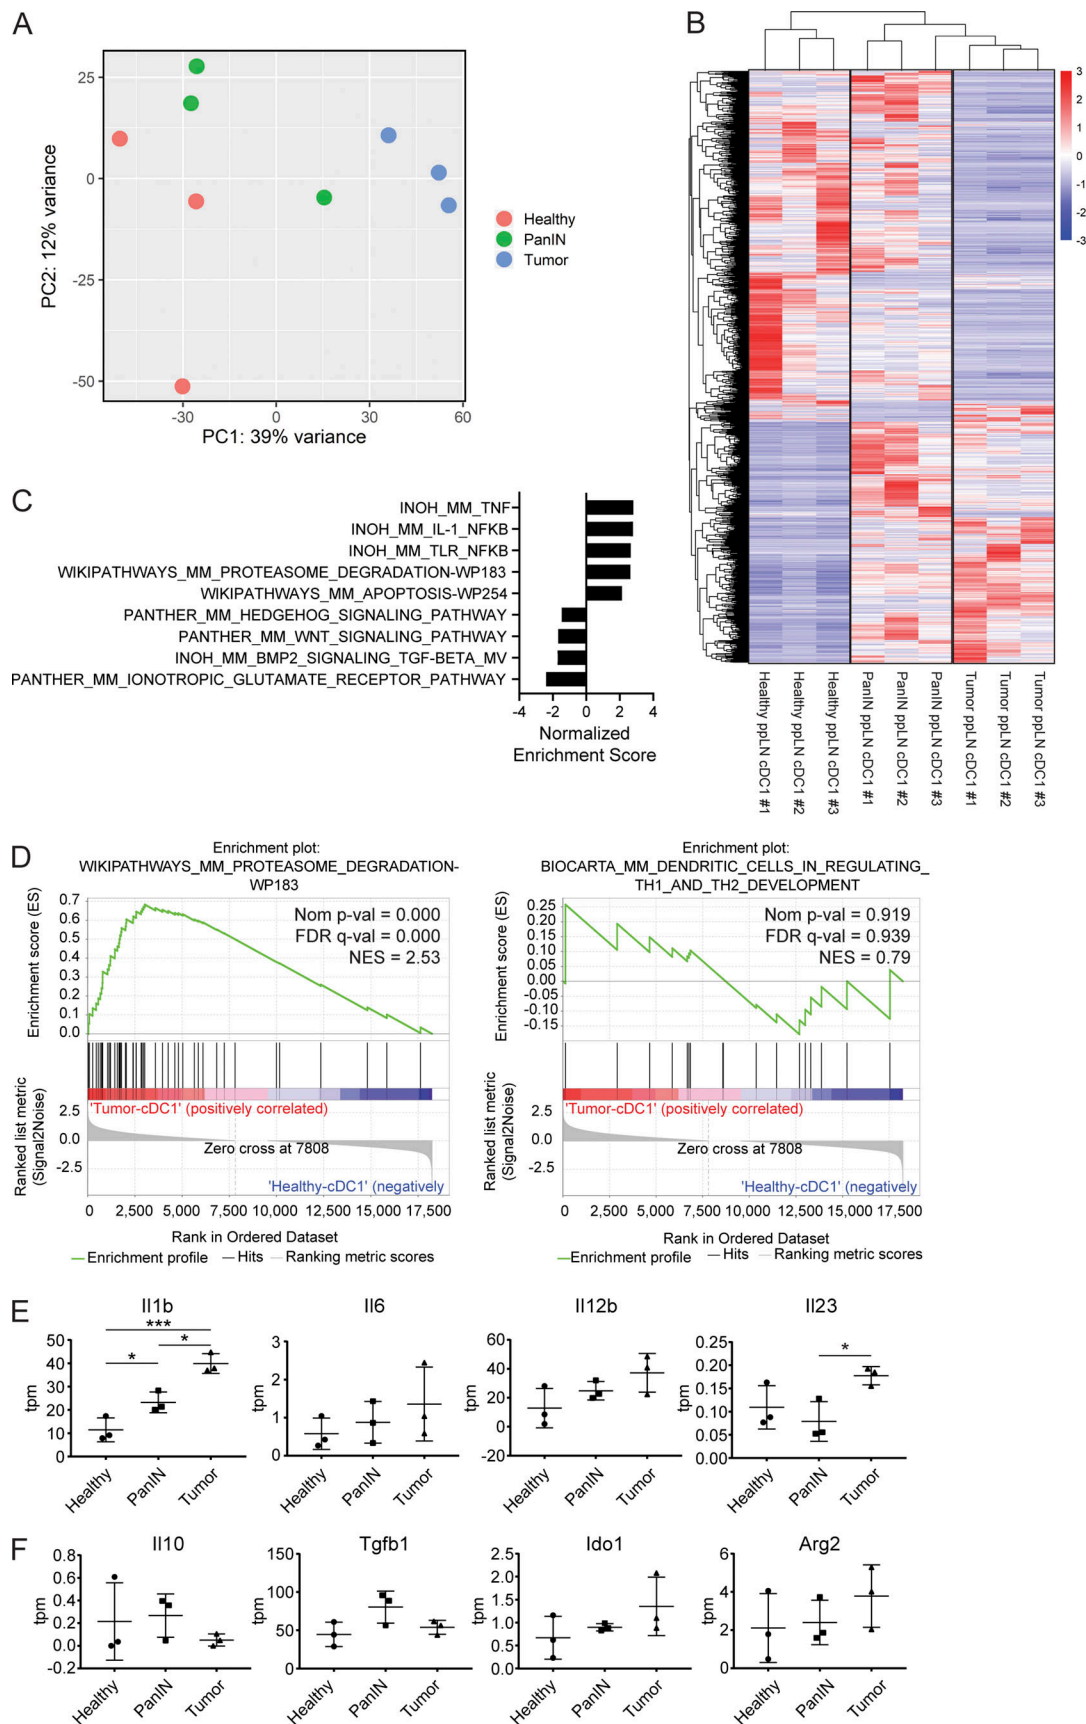 A
25
0
-25
-50
-30
0
30
60
PC2: 12% variance
PC1: 39% variance
Healthy
PanIN
Tumor
B
3
2
1
0
-1
-2
-3
Healthy ppLN cDC1 #1
Healthy ppLN cDC1 #2
Healthy ppLN cDC1 #3
PanIN ppLN cDC1 #1
PanIN ppLN cDC1 #2
PanIN ppLN cDC1 #3
Tumor ppLN cDC1 #1
Tumor ppLN cDC1 #2
Tumor ppLN cDC1 #3
C
INOH_MM_TNF
INOH_MM_IL-1_NFKB
INOH_MM_TLR_NFKB
WIKIPATHWAYS_MM_PROTEASOME_DEGRADATION-WP183
WIKIPATHWAYS_MM_APOPTOSIS-WP254
PANTHER_MM_HEDGEHOG_SIGNALING_PATHWAY
PANTHER_MM_WNT_SIGNALING_PATHWAY
INOH_MM_BMP2_SIGNALING_TGF-BETA_MV
PANTHER_MM_IONOTROPIC_GLUTAMATE_RECEPTOR_PATHWAY
-4 -2 0 2 4
Normalized
Enrichment Score
D
Enrichment plot:
WIKIPATHWAYS_MM_PROTEASOME_DEGRADATION-
WP183
Enrichment score (ES)
0.7
0.6
0.5
0.4
0.3
0.2
0.1
0.0
Nom p-val = 0.000
FDR q-val = 0.000
NES = 2.53
Ranked list metric
(Signal2Noise)
2.5
0.0
-2.5
'Tumor-cDC1' (positively correlated)
Zero cross at 7808
'Healthy-cDC1' (negatively
0 2,500 5,000 7,500 10,000 12,500 15,000 17,500
Rank in Ordered Dataset
Enrichment profile Hits Ranking metric scores
Enrichment plot:
BIOCARTA_MM_DENDRITIC_CELLS_IN_REGULATING_
TH1_AND_TH2_DEVELOPMENT
Enrichment score (ES)
0.25
0.20
0.15
0.10
0.05
0.00
-0.05
-0.10
-0.15
Nom p-val = 0.919
FDR q-val = 0.939
NES = 0.79
Ranked list metric
(Signal2Noise)
2.5
0.0
-2.5
'Tumor-cDC1' (positively correlated)
Zero cross at 7808
'Healthy-cDC1' (negatively
0 2,500 5,000 7,500 10,000 12,500 15,000 17,500
Rank in Ordered Dataset
Enrichment profile Hits Ranking metric scores
E
Il1b
tpm
50
40
30
20
10
0
***
* *
Healthy PanIN Tumor
Il6
tpm
3
2
1
0
Healthy PanIN Tumor
Il12b
tpm
60
40
20
0
-20
Healthy PanIN Tumor
Il23
tpm
0.25
0.20
0.15
0.10
0.05
0.00
*
Healthy PanIN Tumor
F
Il10
tpm
0.8
0.6
0.4
0.2
0.0
-0.2
Healthy PanIN Tumor
Tgfb1
tpm
150
100
50
0
Healthy PanIN Tumor
Ido1
tpm
2.5
2.0
1.5
1.0
0.5
0.0
Healthy PanIN Tumor
Arg2
tpm
6
4
2
0
Healthy PanIN Tumor